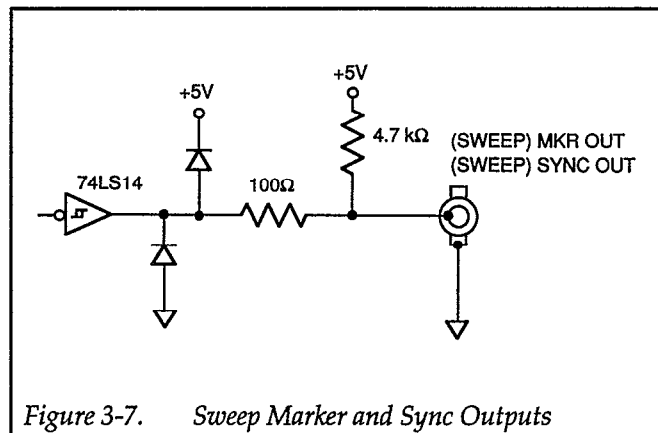 +5V
+5V
4.7 kΩ
(SWEEP) MKR OUT
(SWEEP) SYNC OUT
74LS14
100Ω
Figure 3-7. Sweep Marker and Sync Outputs